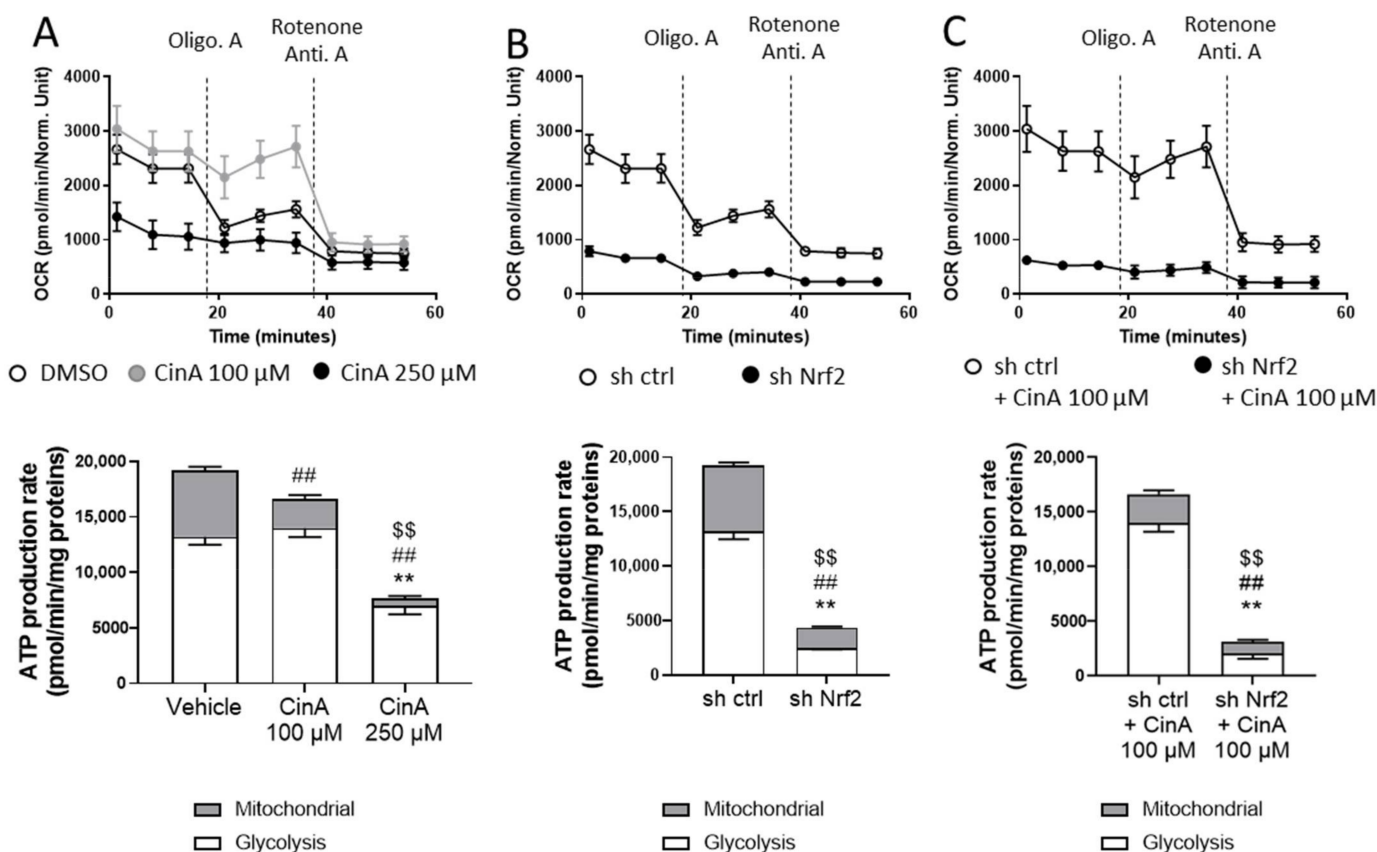 A
Oligo. A
Rotenone
Anti. A
OCR (pmol/min/Norm. Unit)
4000
3000
2000
1000
0
0
20
40
60
Time (minutes)
DMSO
CinA 100 µM
CinA 250 µM
B
Oligo. A
Rotenone
Anti. A
OCR (pmol/min/Norm. Unit)
4000
3000
2000
1000
0
0
20
40
60
Time (minutes)
sh ctrl
sh Nrf2
C
Oligo. A
Rotenone
Anti. A
OCR (pmol/min/Norm. Unit)
4000
3000
2000
1000
0
0
20
40
60
Time (minutes)
sh ctrl
+ CinA 100 µM
sh Nrf2
+ CinA 100 µM
ATP production rate
(pmol/min/mg proteins)
20,000
15,000
10,000
5000
0
##
$$
##
**
Vehicle
CinA
100 µM
CinA
250 µM
Mitochondrial
Glycolysis
ATP production rate
(pmol/min/mg proteins)
20,000
15,000
10,000
5000
0
$$
##
**
sh ctrl
sh Nrf2
Mitochondrial
Glycolysis
ATP production rate
(pmol/min/mg proteins)
20,000
15,000
10,000
5000
0
$$
##
**
sh ctrl
+ CinA
100 µM
sh Nrf2
+ CinA
100 µM
Mitochondrial
Glycolysis